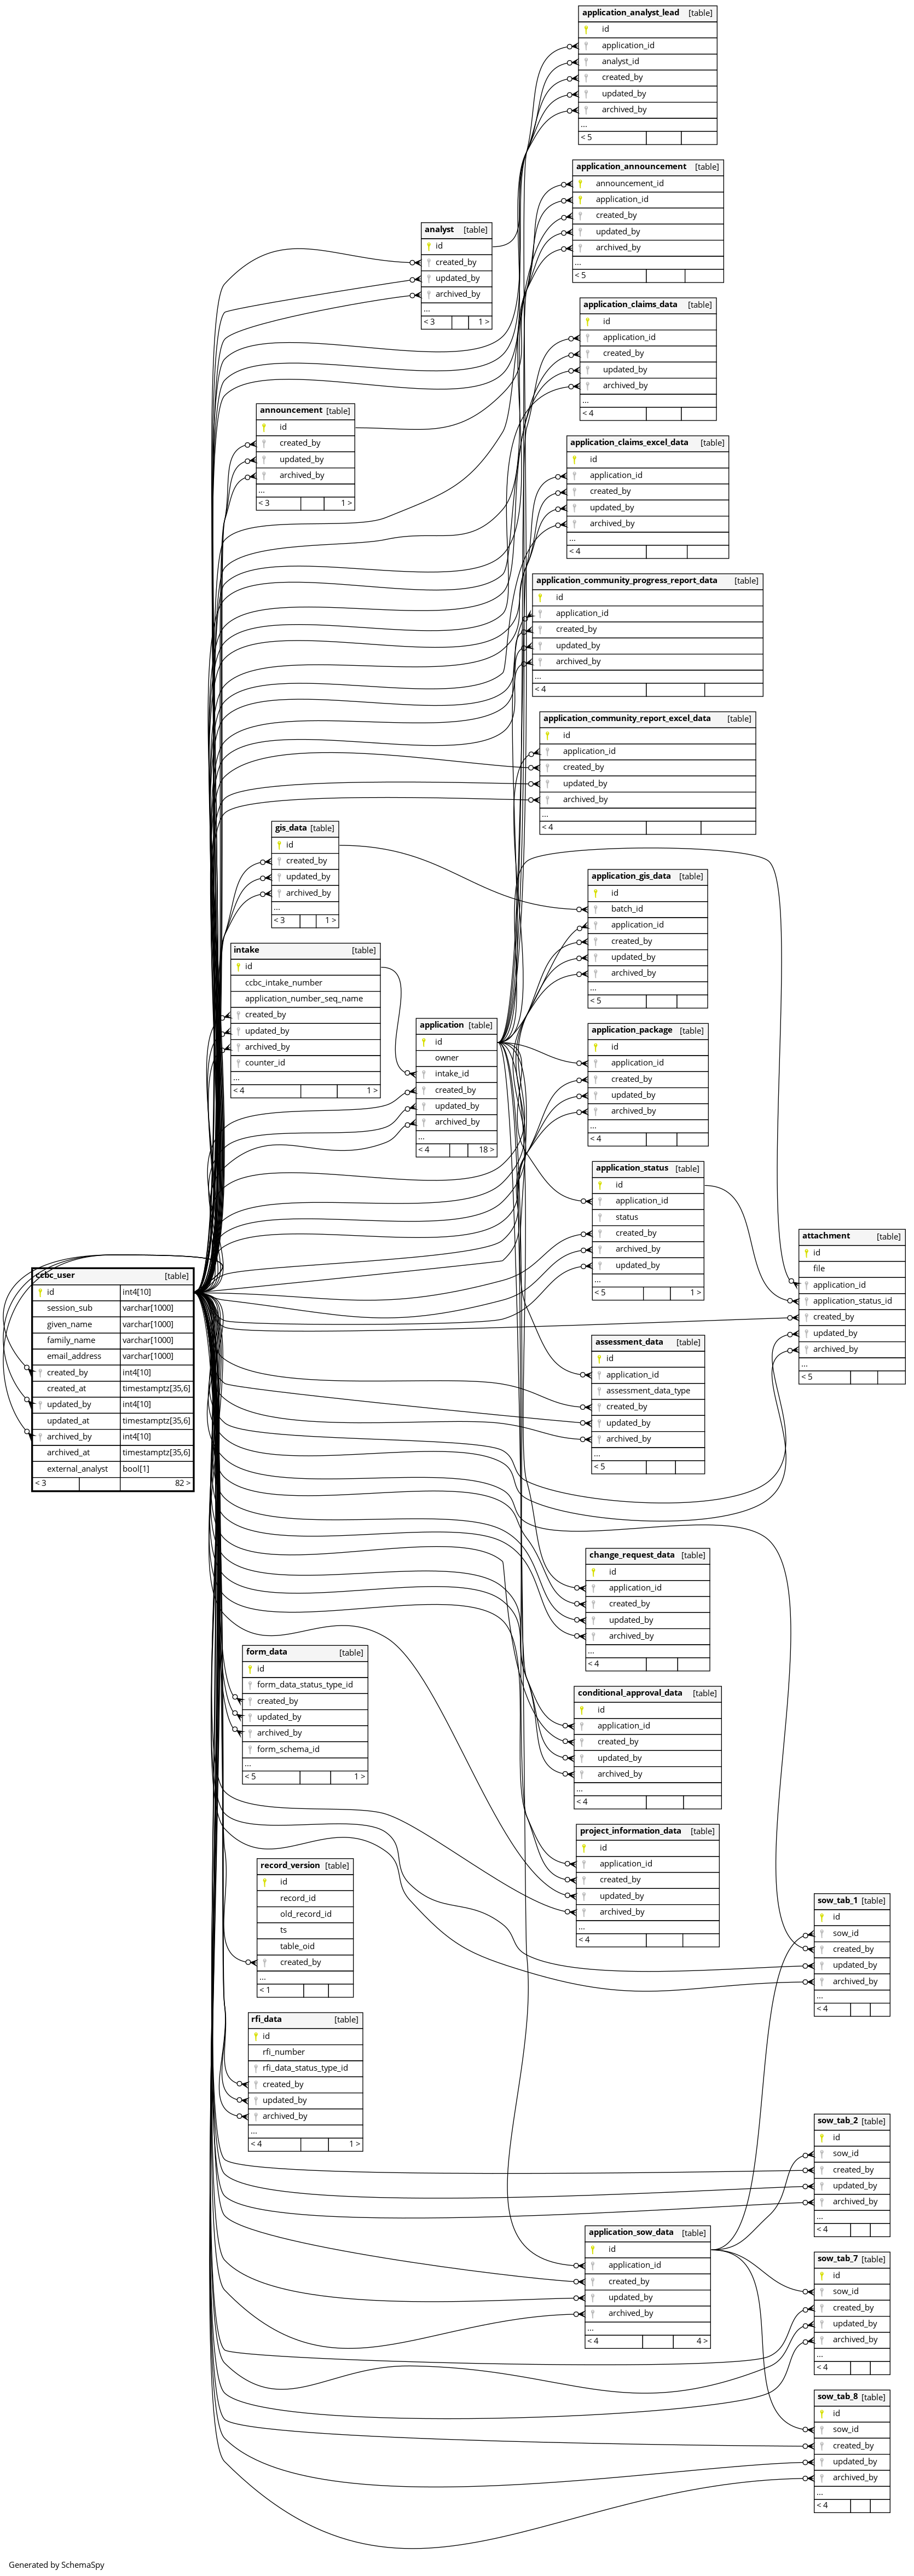 application_analyst_lead [table]
id
application_id
analyst_id
created_by
updated_by
archived_by
...
< 5
application_announcement [table]
announcement_id
application_id
created_by
updated_by
archived_by
...
< 5
analyst [table]
id
created_by
updated_by
archived_by
...
< 3 1 >
application_claims_data [table]
id
application_id
created_by
updated_by
archived_by
...
< 4
announcement [table]
id
created_by
updated_by
archived_by
...
< 3 1 >
application_claims_excel_data [table]
id
application_id
created_by
updated_by
archived_by
...
< 4
application_community_progress_report_data [table]
id
application_id
created_by
updated_by
archived_by
...
< 4
application_community_report_excel_data [table]
id
application_id
created_by
updated_by
archived_by
...
< 4
gis_data [table]
id
created_by
updated_by
archived_by
...
< 3 1 >
application_gis_data [table]
id
batch_id
application_id
created_by
updated_by
archived_by
...
< 5
intake [table]
id
ccbc_intake_number
application_number_seq_name
created_by
updated_by
archived_by
counter_id
...
< 4 1 >
application [table]
id
owner
intake_id
created_by
updated_by
archived_by
...
< 4 18 >
application_package [table]
id
application_id
created_by
updated_by
archived_by
...
< 4
application_status [table]
id
application_id
status
created_by
archived_by
updated_by
...
< 5 1 >
attachment [table]
id
file
application_id
application_status_id
created_by
updated_by
archived_by
...
< 5
ccbc_user [table]
id int4[10]
session_sub varchar[1000]
given_name varchar[1000]
family_name varchar[1000]
email_address varchar[1000]
created_by int4[10]
created_at timestamptz[35,6]
updated_by int4[10]
updated_at timestamptz[35,6]
archived_by int4[10]
archived_at timestamptz[35,6]
external_analyst bool[1]
< 3 82 >
assessment_data [table]
id
application_id
assessment_data_type
created_by
updated_by
archived_by
...
< 5
change_request_data [table]
id
application_id
created_by
updated_by
archived_by
...
< 4
form_data [table]
id
form_data_status_type_id
created_by
updated_by
archived_by
form_schema_id
...
< 5 1 >
conditional_approval_data [table]
id
application_id
created_by
updated_by
archived_by
...
< 4
project_information_data [table]
id
application_id
created_by
updated_by
archived_by
...
< 4
record_version [table]
id
record_id
old_record_id
ts
table_oid
created_by
...
< 1
sow_tab_1 [table]
id
sow_id
created_by
updated_by
archived_by
...
< 4
rfi_data [table]
id
rfi_number
rfi_data_status_type_id
created_by
updated_by
archived_by
...
< 4 1 >
sow_tab_2 [table]
id
sow_id
created_by
updated_by
archived_by
...
< 4
application_sow_data [table]
id
application_id
created_by
updated_by
archived_by
...
< 4 4 >
sow_tab_7 [table]
id
sow_id
created_by
updated_by
archived_by
...
< 4
sow_tab_8 [table]
id
sow_id
created_by
updated_by
archived_by
...
< 4
Generated by SchemaSpy